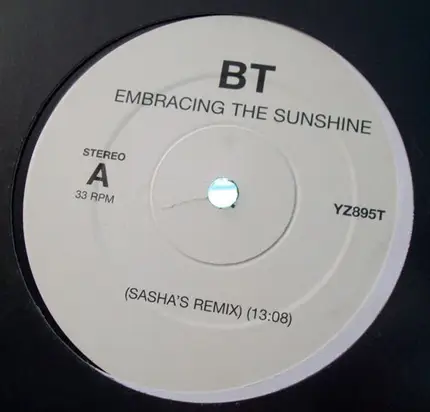 BT
EMBRACING THE SUNSHINE
STEREO
A
33 RPM
YZ895T
(SASHA'S REMIX) (13:08)